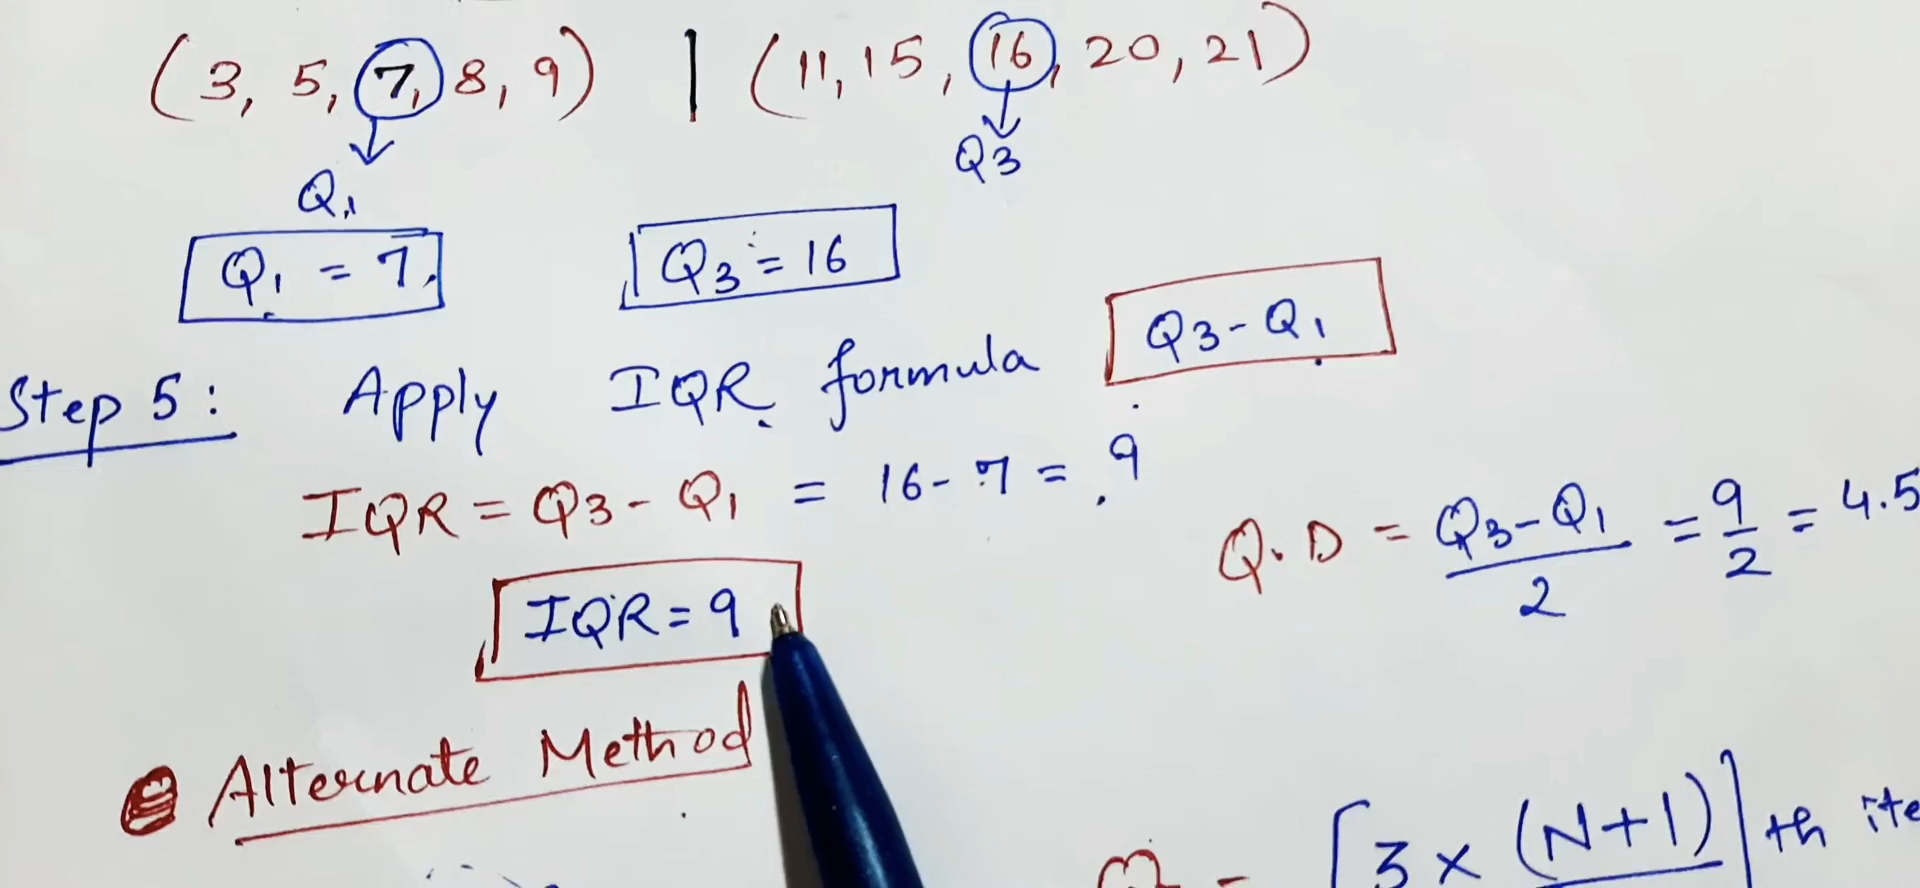 (3, 5, 7, 8, 9) | (11, 15, 16, 20, 21)
Q1 Q3
Q1 = 7 Q3 = 16
Step 5: Apply IQR formula Q3 - Q1
IQR = Q3 - Q1 = 16 - 7 = 9
Q.D = Q3 - Q1 / 2 = 9/2 = 4.5
IQR = 9
Alternate Method
[3 x (N+1)] th ite